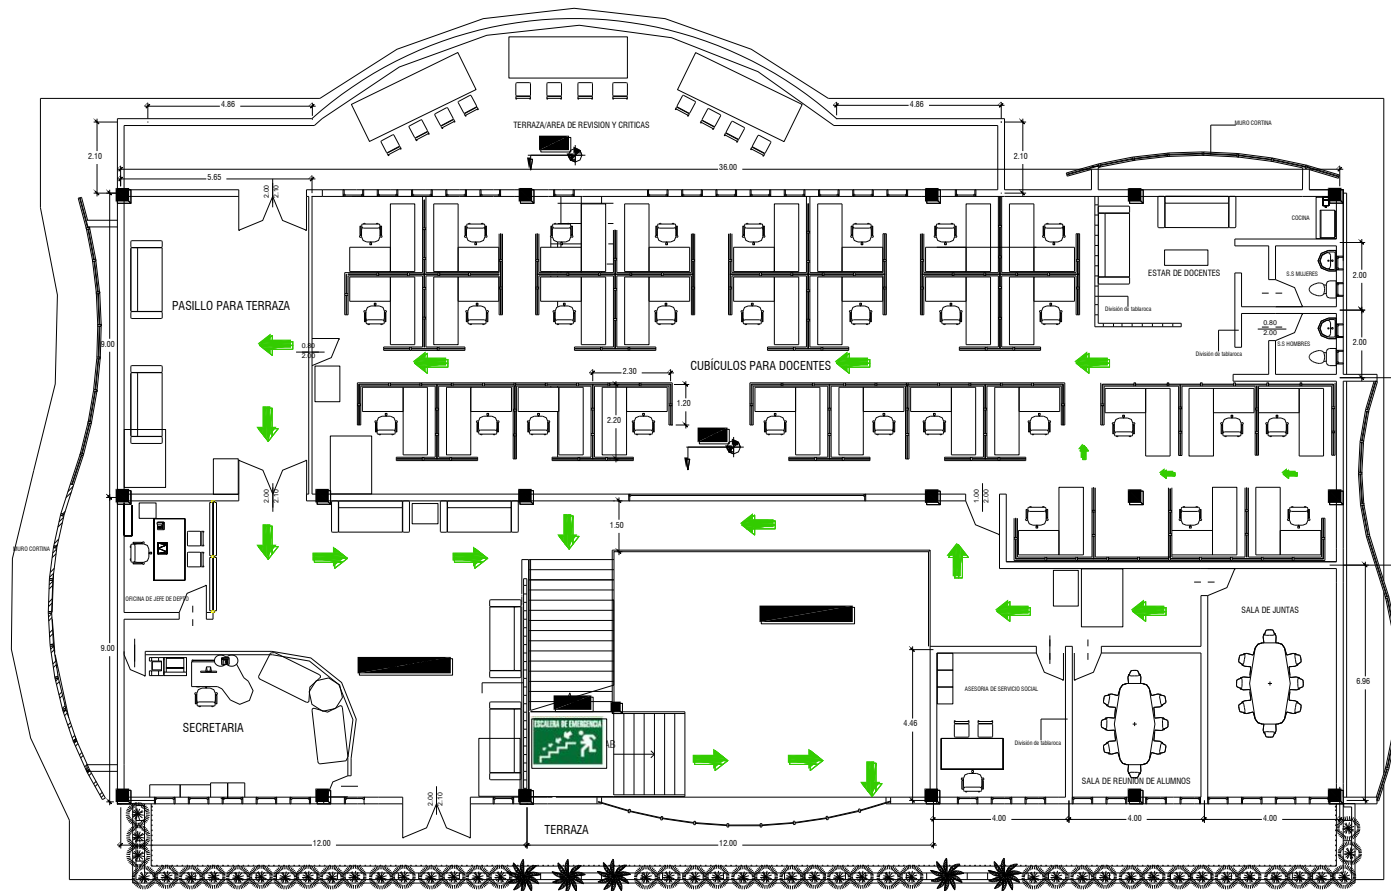 4.86
4.86
TERRAZA/AREA DE REVISION Y CRITICAS
MURO CORTINA
2.10
2.10
36.00
5.65
2.00
2.10
COCINA
PASILLO PARA TERRAZA
ESTAR DE DOCENTES
S.S MUJERES
2.00
División de tablaroca
0.80
2.00
0.80
2.00
S.S HOMBRES
2.00
9.00
División de tablaroca
CUBÍCULOS PARA DOCENTES
2.30
1.20
2.20
2.00
2.10
1.00
2.00
1.50
MURO CORTINA
OFICINA DE JEFE DE DEPTO
SALA DE JUNTAS
9.00
6.96
ASESORIA DE SERVICIO SOCIAL
4.46
SECRETARIA
ESCALERA DE EMERGENCIA
AB
División de tablaroca
SALA DE REUNION DE ALUMNOS
2.00
2.10
TERRAZA
4.00
4.00
4.00
12.00
12.00